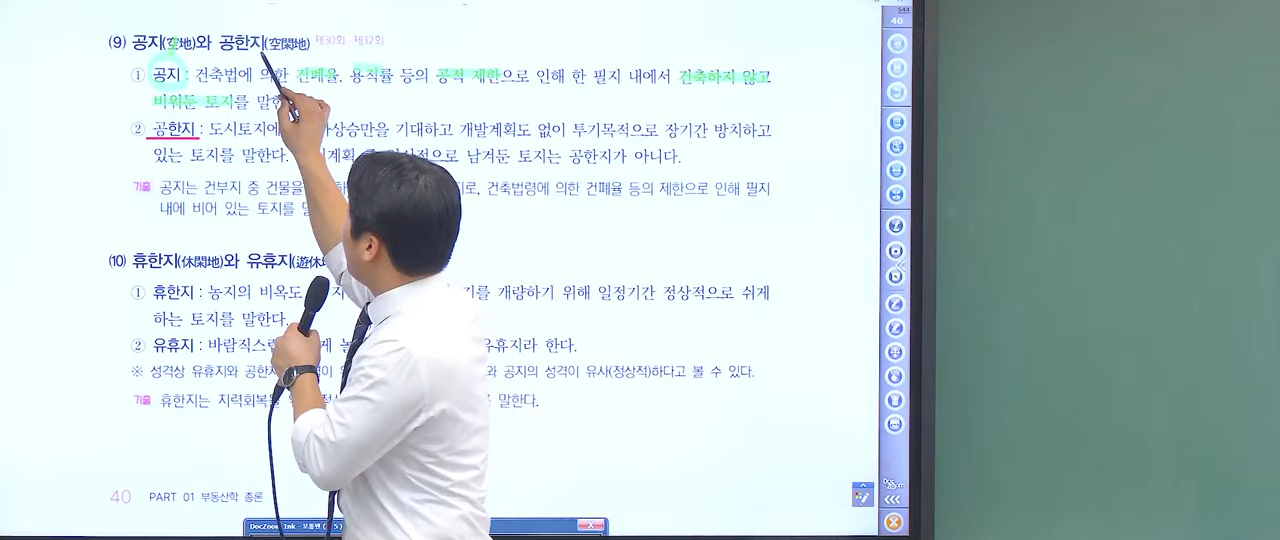 544
40
(9) 공지(空地)와 공한지(空閑地) 제30회 제32회
① 공지 : 건축법에 의한 건폐율, 용적률 등의 공적 제한으로 인해 한 필지 내에서 건축하지 않고
비워둔 토지를 말한
② 공한지 : 도시토지에 가상승만을 기대하고 개발계획도 없이 투기목적으로 장기간 방치하고
있는 토지를 말한다. 계획 으로 남겨둔 토지는 공한지가 아니다.
기출 공지는 건부지 중 건물을 로, 건축법령에 의한 건폐율 등의 제한으로 인해 필지
내에 비어 있는 토지를
(10) 휴한지(休閑地)와 유휴지(遊休
① 휴한지 : 농지의 비옥도 를 개량하기 위해 일정기간 정상적으로 쉬게
하는 토지를 말한다.
② 유휴지 : 바람직스 게 놀 유휴지라 한다.
※ 성격상 유휴지와 공한 와 공지의 성격이 유사(정상적)하다고 볼 수 있다.
기출 휴한지는 지력회복을 말한다.
40 PART 01 부동산학 총론
DocZoom
DocZoom Ink - 모둠펜